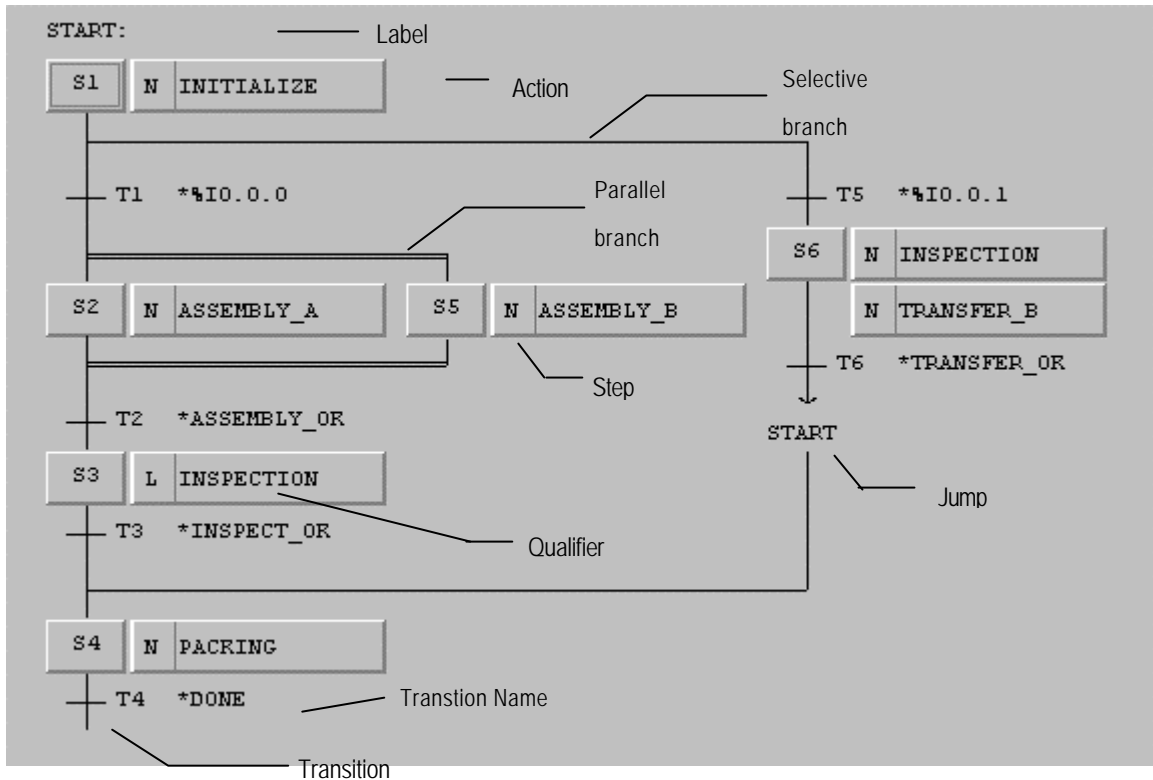 START:
Label
S1 N INITIALIZE
Action
Selective
branch
T1 *%I0.0.0
Parallel
branch
T5 *%I0.0.1
S6 N INSPECTION
N TRANSFER_B
S2 N ASSEMBLY_A
S5 N ASSEMBLY_B
Step
T6 *TRANSFER_OK
T2 *ASSEMBLY_OK
START
S3 L INSPECTION
Jump
T3 *INSPECT_OK
Qualifier
S4 N PACKING
T4 *DONE
Transtion Name
Transition